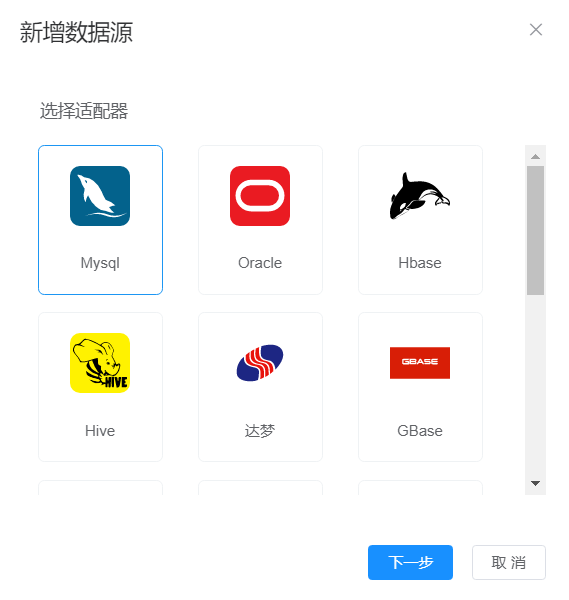 新增数据源
选择适配器
Mysql
Oracle
Hbase
HIVE
GBASE
Hive
达梦
GBase
下一步
取 消